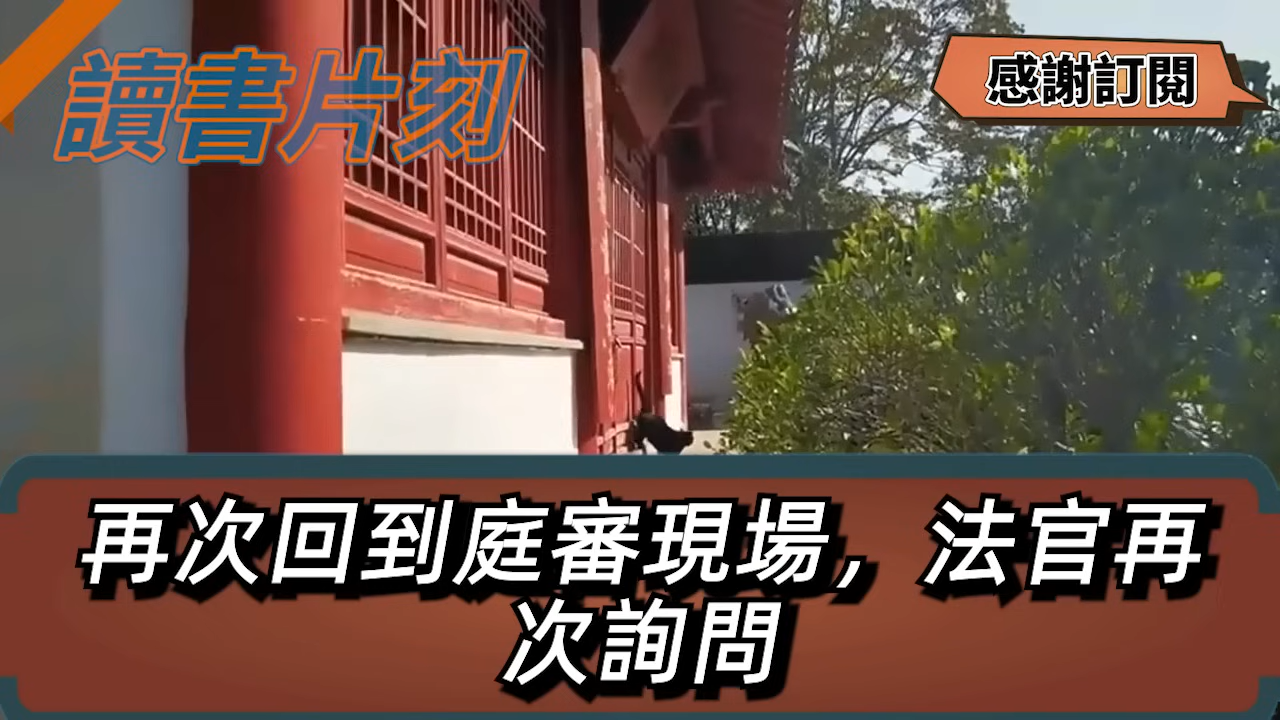 讀書片刻
感謝訂閱
再次回到庭審現場，法官再
次詢問